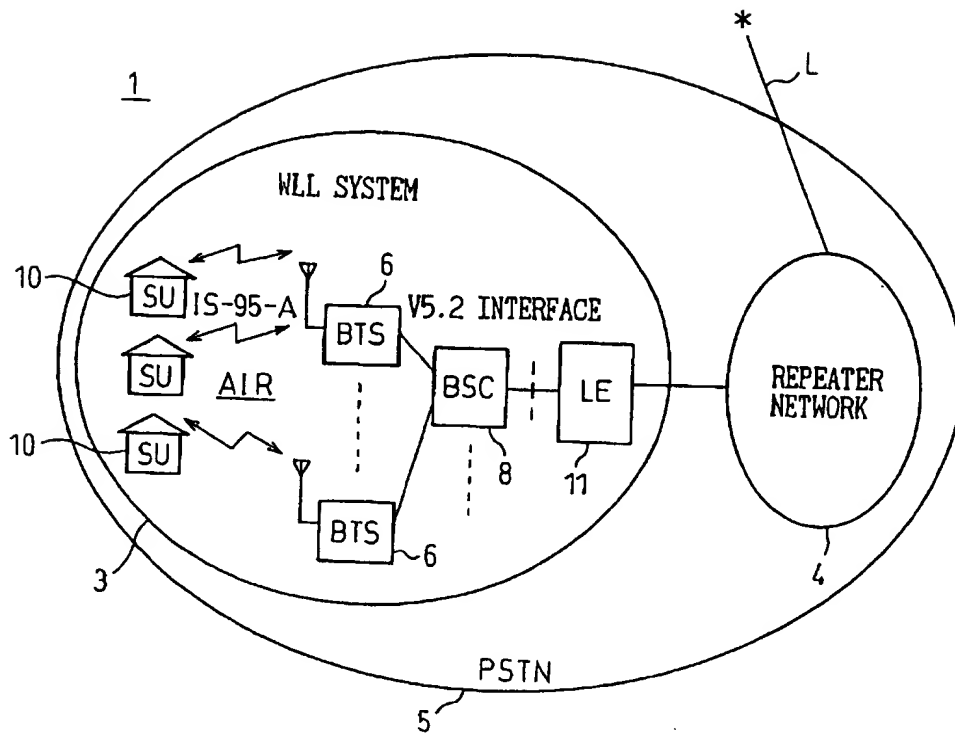 *
1
L
WLL SYSTEM
10
SU
IS-95-A
6
BTS
V5.2 INTERFACE
SU
AIR
BSC
LE
REPEATER
NETWORK
10
SU
8
11
BTS
6
3
4
PSTN
5